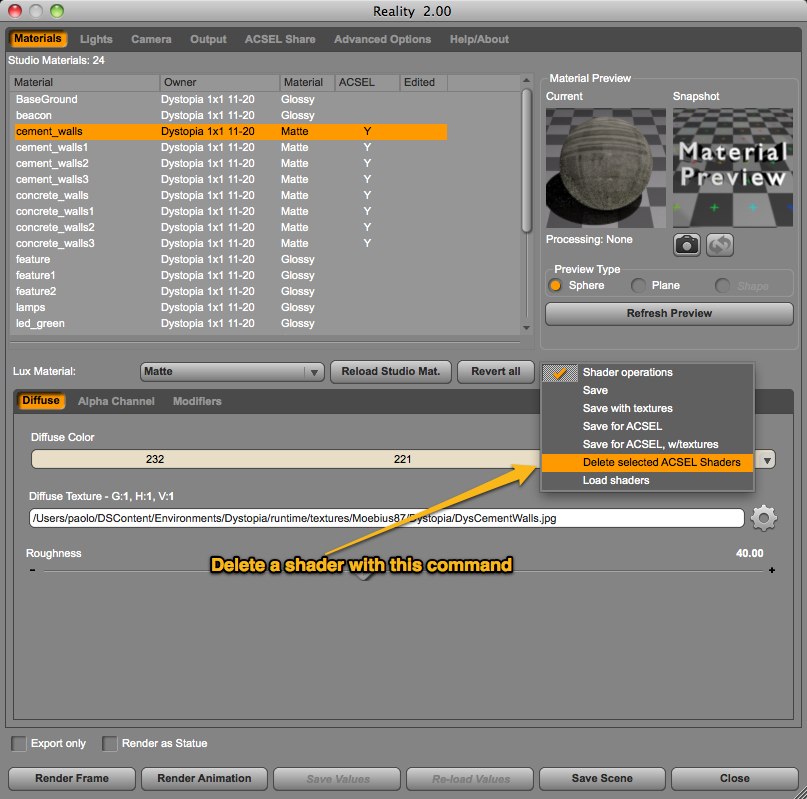 Reality 2.00
Materials Lights Camera Output ACSEL Share Advanced Options Help/About
Studio Materials: 24
Material Owner Material ACSEL Edited
BaseGround Dystopia 1x1 11-20 Glossy
beacon Dystopia 1x1 11-20 Glossy
cement_walls Dystopia 1x1 11-20 Matte Y
cement_walls1 Dystopia 1x1 11-20 Matte Y
cement_walls2 Dystopia 1x1 11-20 Matte Y
cement_walls3 Dystopia 1x1 11-20 Matte Y
concrete_walls Dystopia 1x1 11-20 Matte Y
concrete_walls1 Dystopia 1x1 11-20 Matte Y
concrete_walls2 Dystopia 1x1 11-20 Matte Y
concrete_walls3 Dystopia 1x1 11-20 Matte Y
feature Dystopia 1x1 11-20 Glossy
feature1 Dystopia 1x1 11-20 Glossy
feature2 Dystopia 1x1 11-20 Glossy
lamps Dystopia 1x1 11-20 Glossy
led_green Dystopia 1x1 11-20 Glossy
Material Preview
Current Snapshot
Material
Preview
Processing: None
Preview Type
Sphere Plane Shape
Refresh Preview
Lux Material: Matte Reload Studio Mat. Revert all
Shader operations
Save
Save with textures
Save for ACSEL
Save for ACSEL, w/textures
Delete selected ACSEL Shaders
Load shaders
Diffuse Alpha Channel Modifiers
Diffuse Color
232 221
Diffuse Texture - G:1, H:1, V:1
/Users/paolo/DSContent/Environments/Dystopia/runtime/textures/Moebius87/Dystopia/DysCementWalls.jpg
Roughness 40.00
- +
Delete a shader with this command
Export only Render as Statue
Render Frame Render Animation Save Values Re-load Values Save Scene Close